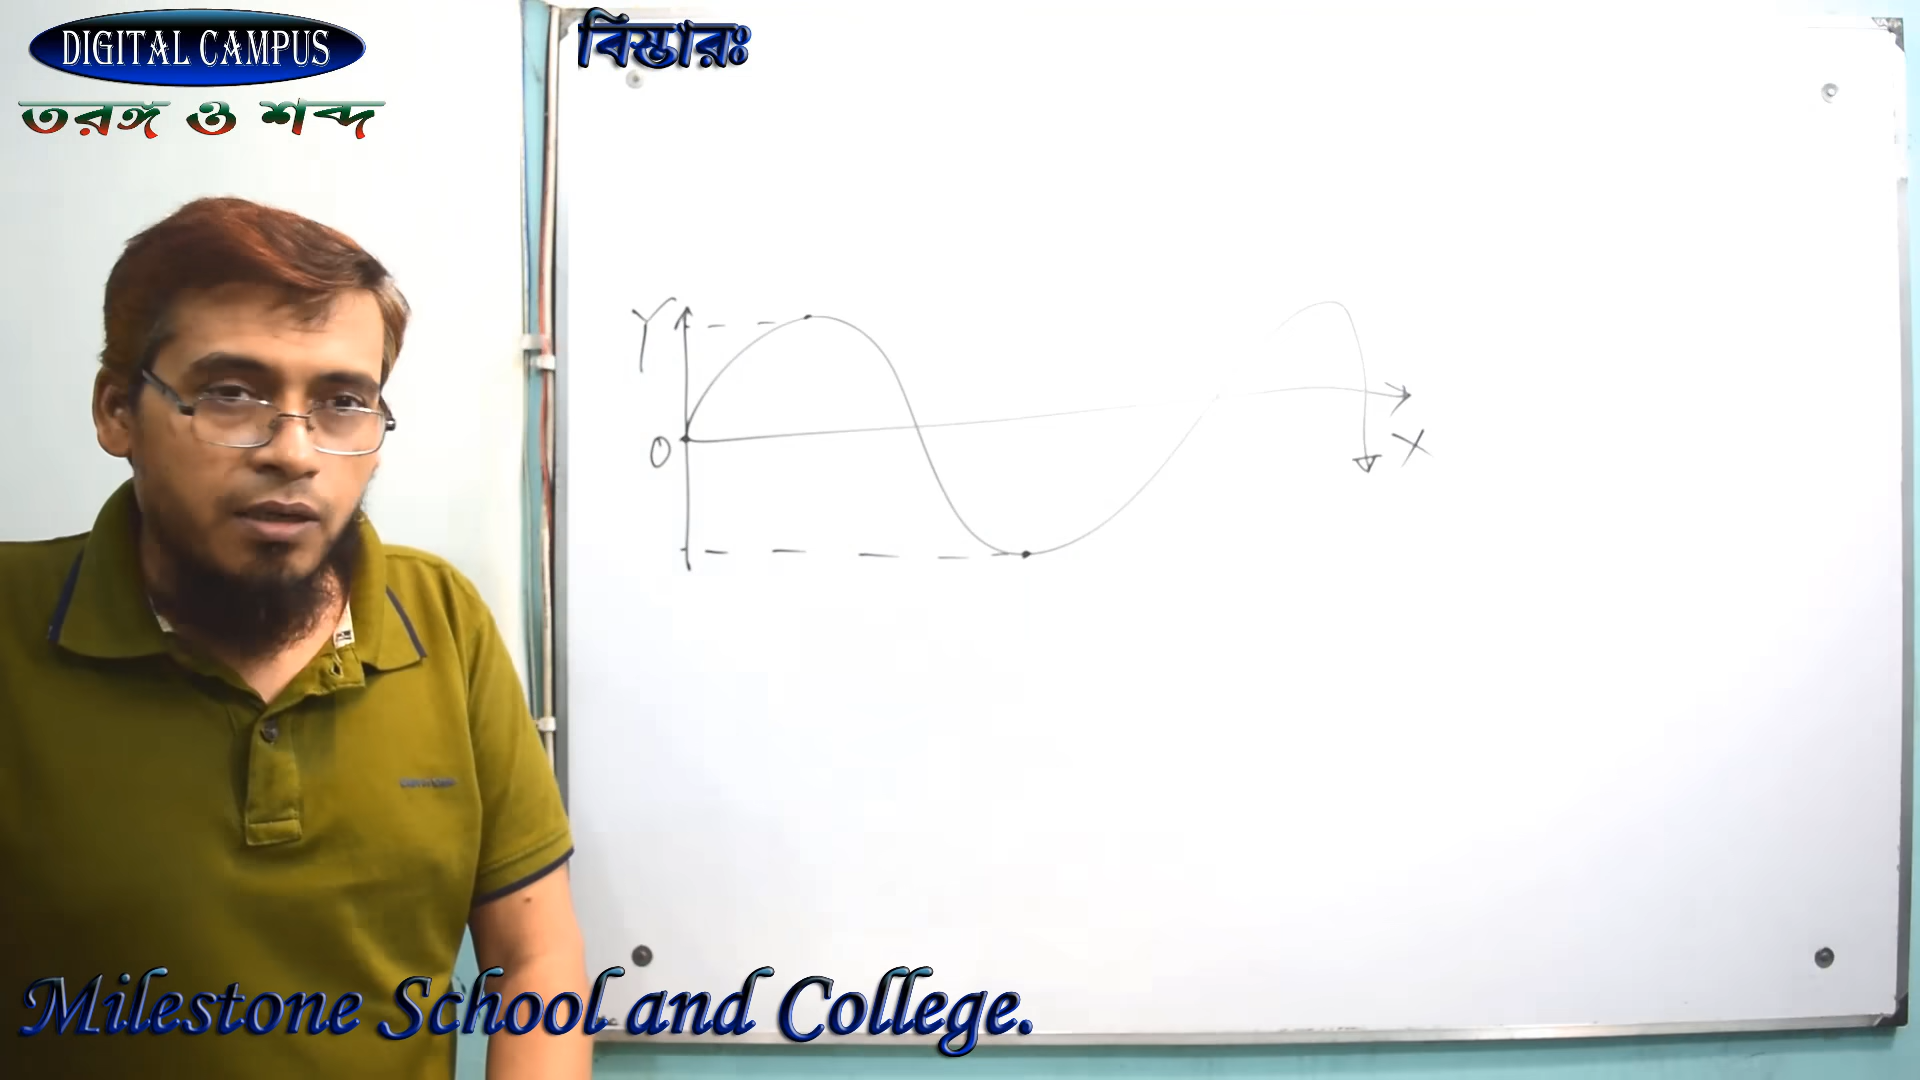 DIGITAL CAMPUS
তরঙ্গ ও শব্দ
বিস্তারঃ
Y
O
X
Milestone School and College.